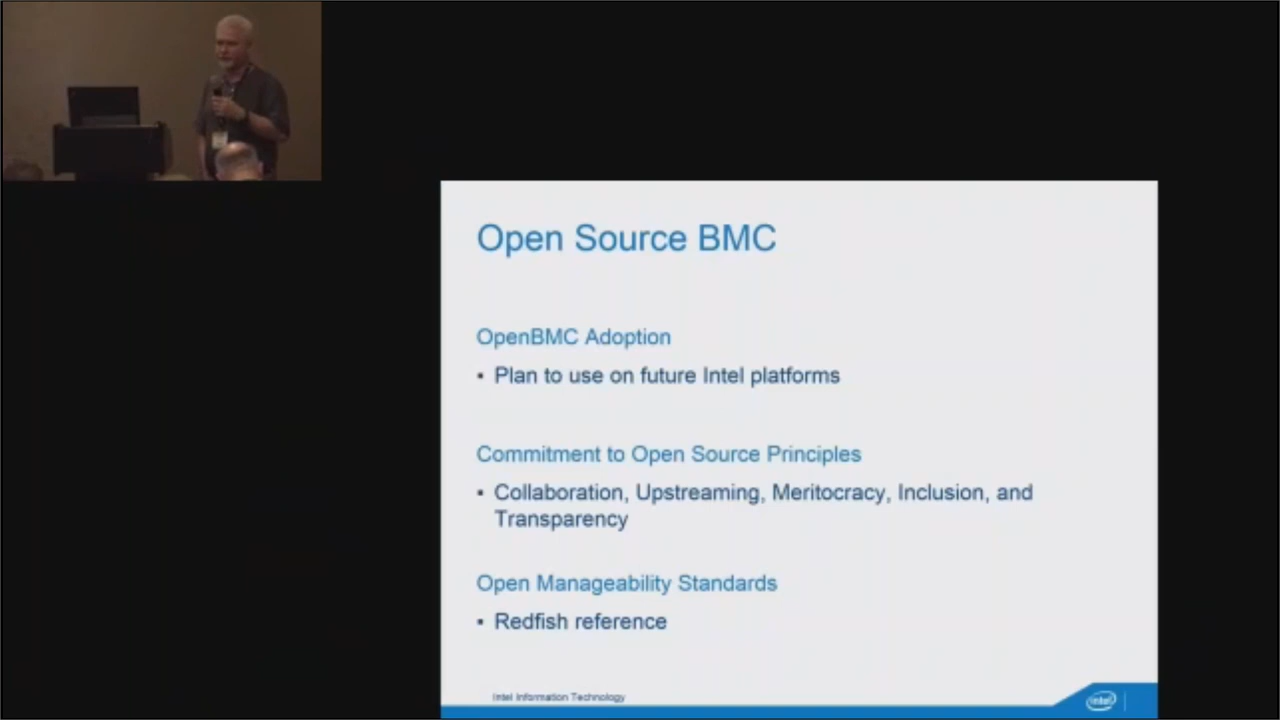 Open Source BMC
OpenBMC Adoption
▪ Plan to use on future Intel platforms
Commitment to Open Source Principles
▪ Collaboration, Upstreaming, Meritocracy, Inclusion, and
Transparency
Open Manageability Standards
▪ Redfish reference
Intel Information Technology
intel